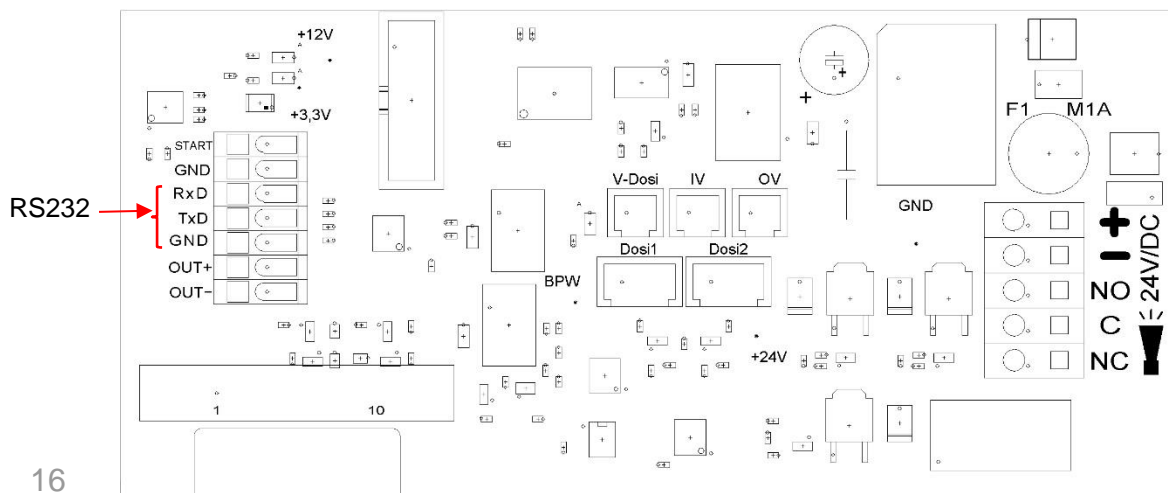 +12V
+3,3V
START
GND
RxD
TxD
GND
OUT+
OUT−
RS232
1 10
16
V-Dosi IV OV
Dosi1 Dosi2
BPW
+24V
GND
F1 M1A
+
−
24V/DC
NO
C
NC
A
A
A